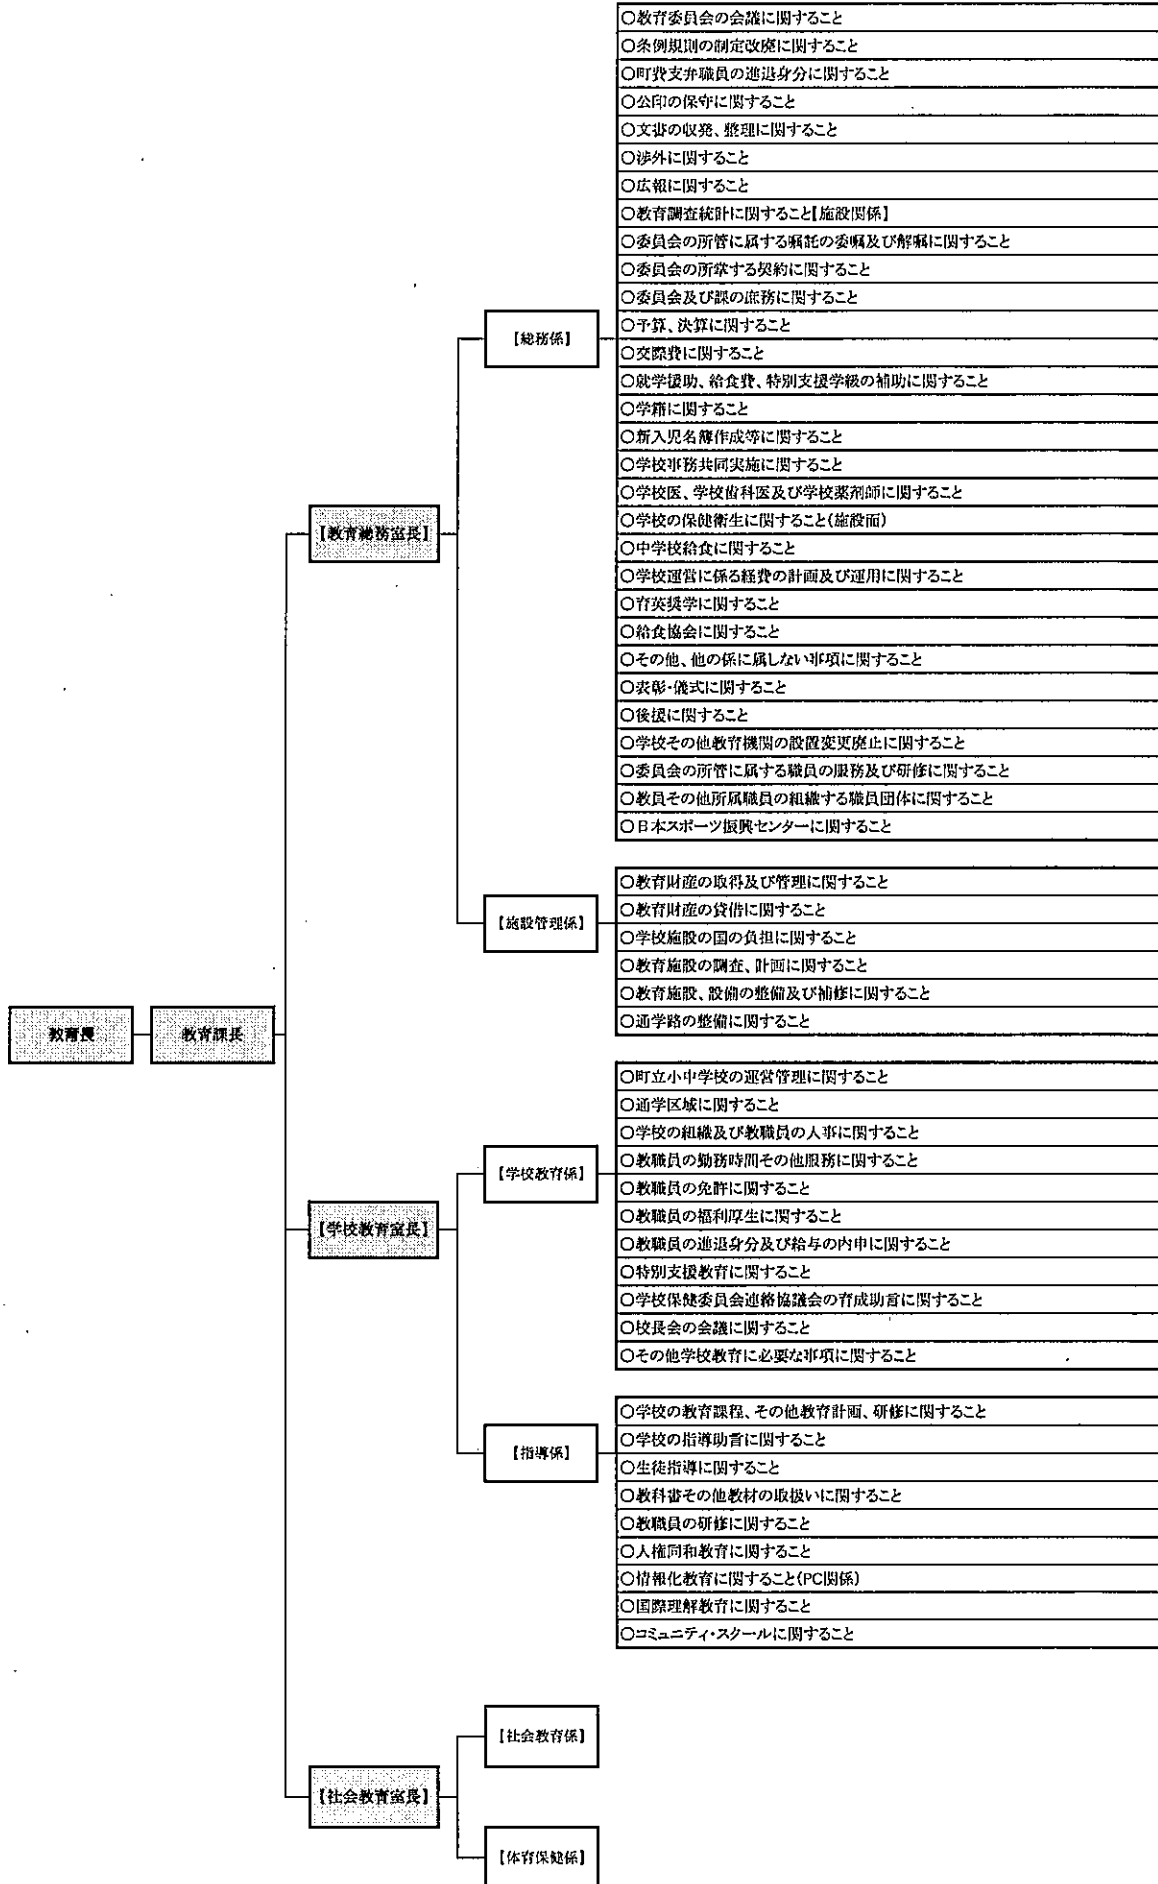 教育長
教育課長
【教育総務室長】
【総務係】
○教育委員会の会議に関すること
○条例規則の制定改廃に関すること
○町費支弁職員の進退身分に関すること
○公印の保守に関すること
○文書の収発、整理に関すること
○渉外に関すること
○広報に関すること
○教育調査統計に関すること【施設関係】
○委員会の所管に属する嘱託の委嘱及び解嘱に関すること
○委員会の所掌する契約に関すること
○委員会及び課の庶務に関すること
○予算、決算に関すること
○交際費に関すること
○就学援助、給食費、特別支援学級の補助に関すること
○学籍に関すること
○新入児名簿作成等に関すること
○学校事務共同実施に関すること
○学校医、学校歯科医及び学校薬剤師に関すること
○学校の保健衛生に関すること(施設面)
○中学校給食に関すること
○学校運営に係る経費の計画及び運用に関すること
○育英奨学に関すること
○給食協会に関すること
○その他、他の係に属しない事項に関すること
○表彰・儀式に関すること
○後援に関すること
○学校その他教育機関の設置変更廃止に関すること
○委員会の所管に属する職員の服務及び研修に関すること
○教員その他所属職員の組織する職員団体に関すること
○日本スポーツ振興センターに関すること
【施設管理係】
○教育財産の取得及び管理に関すること
○教育財産の貸借に関すること
○学校施設の国の負担に関すること
○教育施設の調査、計画に関すること
○教育施設、設備の整備及び補修に関すること
○通学路の整備に関すること
【学校教育室長】
【学校教育係】
○町立小中学校の運営管理に関すること
○通学区域に関すること
○学校の組織及び教職員の人事に関すること
○教職員の勤務時間その他服務に関すること
○教職員の免許に関すること
○教職員の福利厚生に関すること
○教職員の進退身分及び給与の内申に関すること
○特別支援教育に関すること
○学校保健委員会連絡協議会の育成助言に関すること
○校長会の会議に関すること
○その他学校教育に必要な事項に関すること
【指導係】
○学校の教育課程、その他教育計画、研修に関すること
○学校の指導助言に関すること
○生徒指導に関すること
○教科書その他教材の取扱いに関すること
○教職員の研修に関すること
○人権同和教育に関すること
○情報化教育に関すること(PC関係)
○国際理解教育に関すること
○コミュニティ・スクールに関すること
【社会教育室長】
【社会教育係】
【体育保健係】